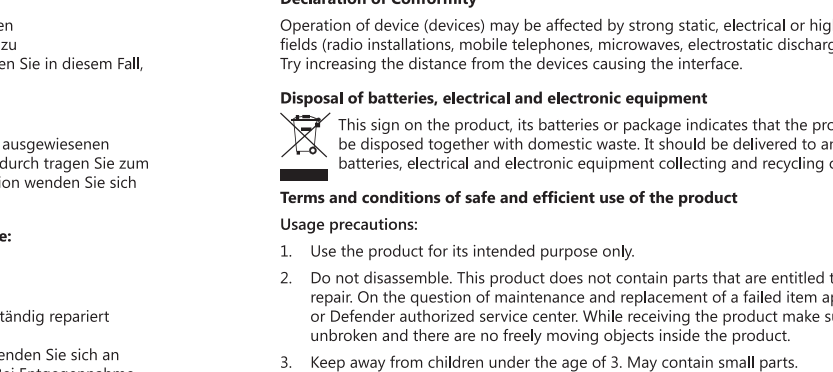 en
zu
en Sie in diesem Fall,
ausgewiesenen
durch tragen Sie zum
ion wenden Sie sich
e:
tändig repariert
enden Sie sich an
Bei Entgegennahme
Declaration of Conformity
Operation of device (devices) may be affected by strong static, electrical or hig
fields (radio installations, mobile telephones, microwaves, electrostatic discharg
Try increasing the distance from the devices causing the interface.
Disposal of batteries, electrical and electronic equipment
This sign on the product, its batteries or package indicates that the pro
be disposed together with domestic waste. It should be delivered to an
batteries, electrical and electronic equipment collecting and recycling c
Terms and conditions of safe and efficient use of the product
Usage precautions:
1. Use the product for its intended purpose only.
2. Do not disassemble. This product does not contain parts that are entitled t
repair. On the question of maintenance and replacement of a failed item ap
or Defender authorized service center. While receiving the product make su
unbroken and there are no freely moving objects inside the product.
3. Keep away from children under the age of 3. May contain small parts.